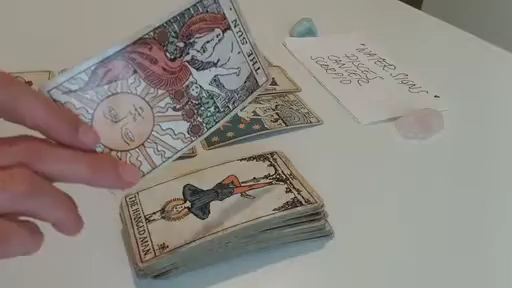 THE SUN
"WATER SIGNS"
PISCES
CANCER
SCORPIO
THE HANGED MAN.